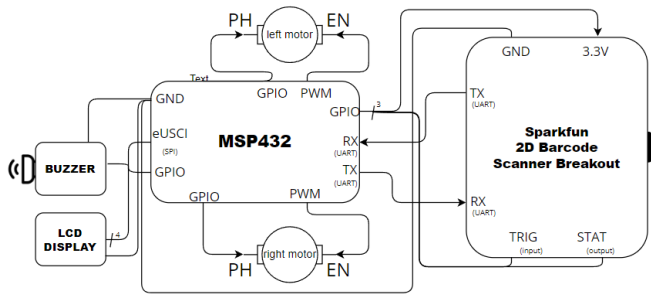 PH
EN
left motor
Text
GPIO
PWM
GND
GPIO
3
eUSCI
(SPI)
MSP432
RX
(UART)
GPIO
TX
(UART)
GPIO
PWM
BUZZER
LCD
DISPLAY
4
PH
right motor
EN
GND
3.3V
TX
(UART)
Sparkfun
2D Barcode
Scanner Breakout
RX
(UART)
TRIG
(input)
STAT
(output)